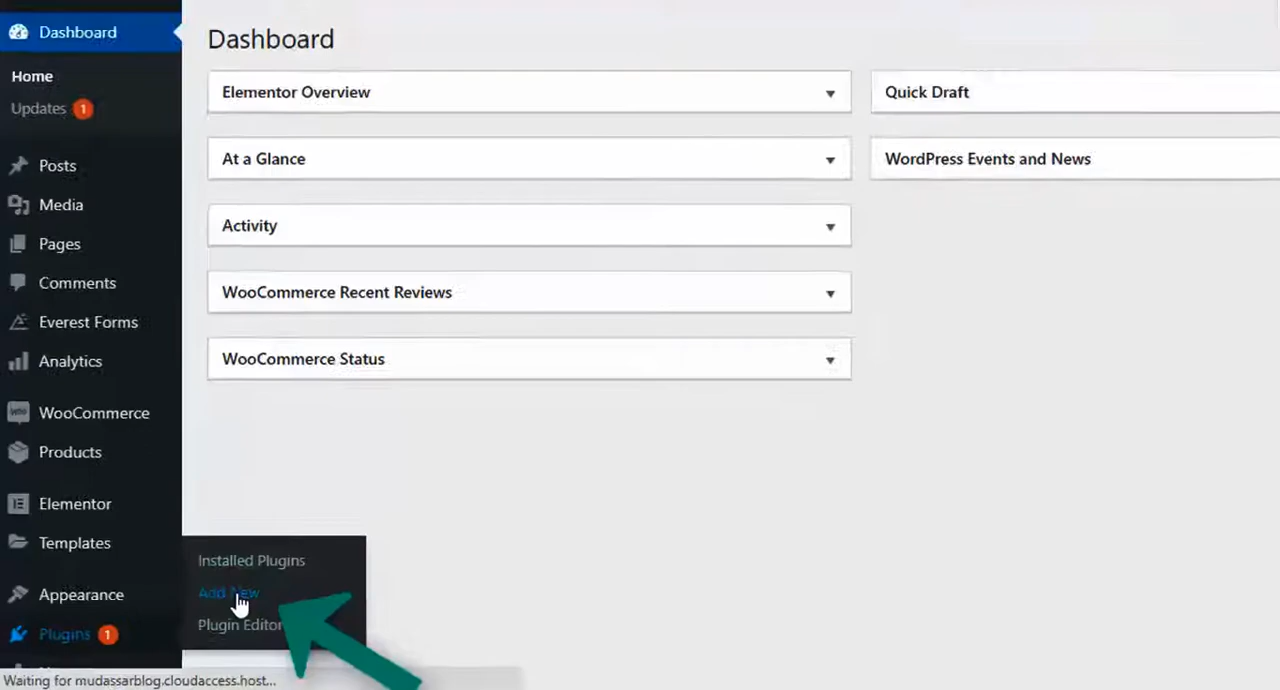 Dashboard
Home
Updates 1
Posts
Media
Pages
Comments
Everest Forms
Analytics
WooCommerce
Products
Elementor
Templates
Appearance
Plugins 1
Dashboard
Elementor Overview
At a Glance
Activity
WooCommerce Recent Reviews
WooCommerce Status
Quick Draft
WordPress Events and News
Installed Plugins
Add New
Plugin Editor
Waiting for mudassarblog.cloudaccess.host...